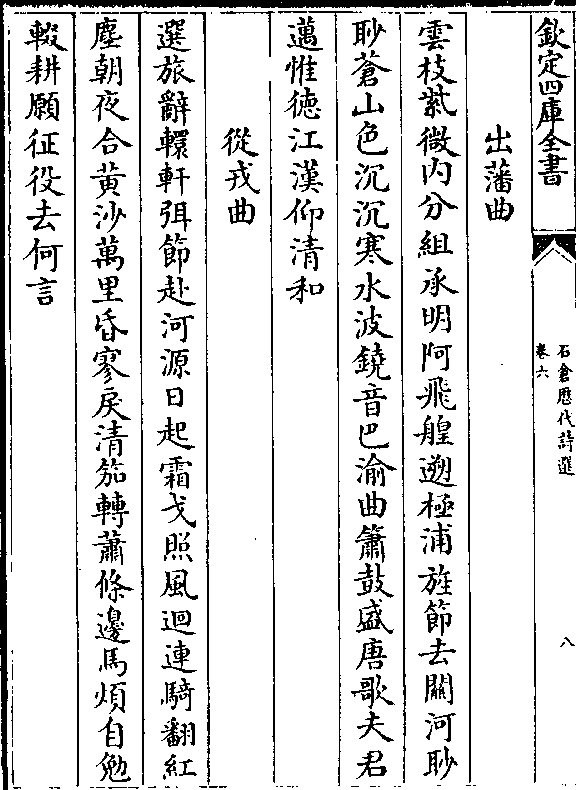 欽定四庫全書
石倉歷代詩選
卷六
八
出藩曲
雲枝紫微内分組承明阿飛艎遡極浦旌節去關河眇
眇蒼山色沉沉寒水波鐃音巴渝曲簫鼓盛唐歌夫君
邁惟徳江漢仰清和
從戎曲
選旅辭轘軒弭節赴河源日起霜戈照風迴連騎翻紅
塵朝夜合黄沙萬里昏寥戾清笳轉蕭條邊馬煩自勉
輟耕願征役去何言